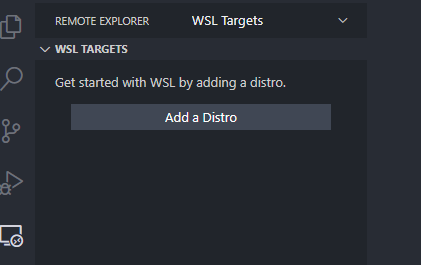 REMOTE EXPLORER WSL Targets
WSL TARGETS
Get started with WSL by adding a distro.
Add a Distro